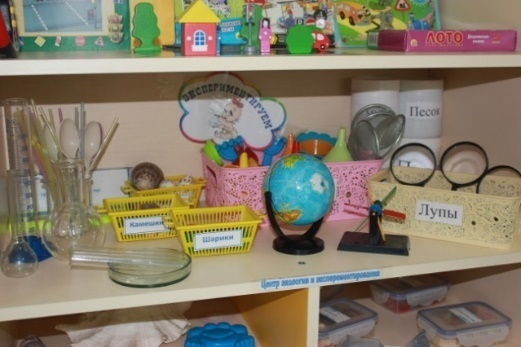 ЛОТО
ЭКСПЕРИМЕНТИРУЕМ
Песок
Камешки
Шарики
Лупы
Центр экологии и экспериментирования